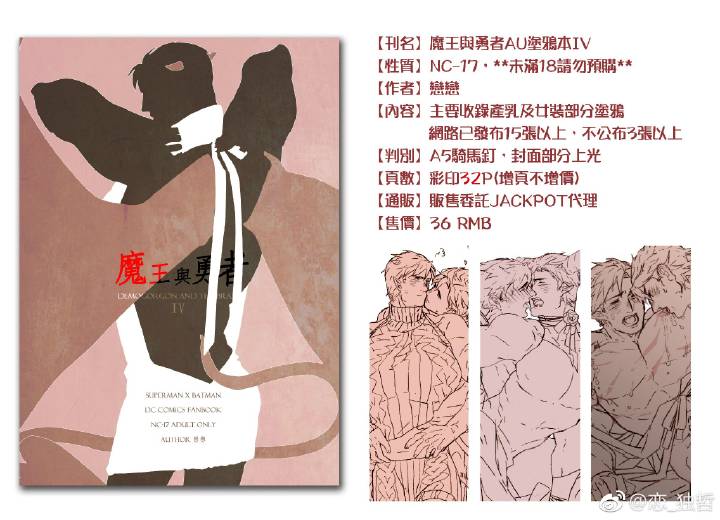 魔王與勇者
DEMOGORGON AND THE BRAVE
IV
SUPERMAN X BATMAN
DC COMICS FANBOOK
NC-17 ADULT ONLY
AUTHOR 戀戀
【刊名】魔王與勇者AU塗鴉本IV
【性質】NC-17，**未滿18請勿預購**
【作者】戀戀
【內容】主要收錄產乳及女裝部分塗鴉
網路已發布15張以上，不公布3張以上
【判別】A5騎馬釘，封面部分上光
【頁數】彩印32P(增頁不增價)
【通販】販售委託JACKPOT代理
【售價】36 RMB
@恋_独哲